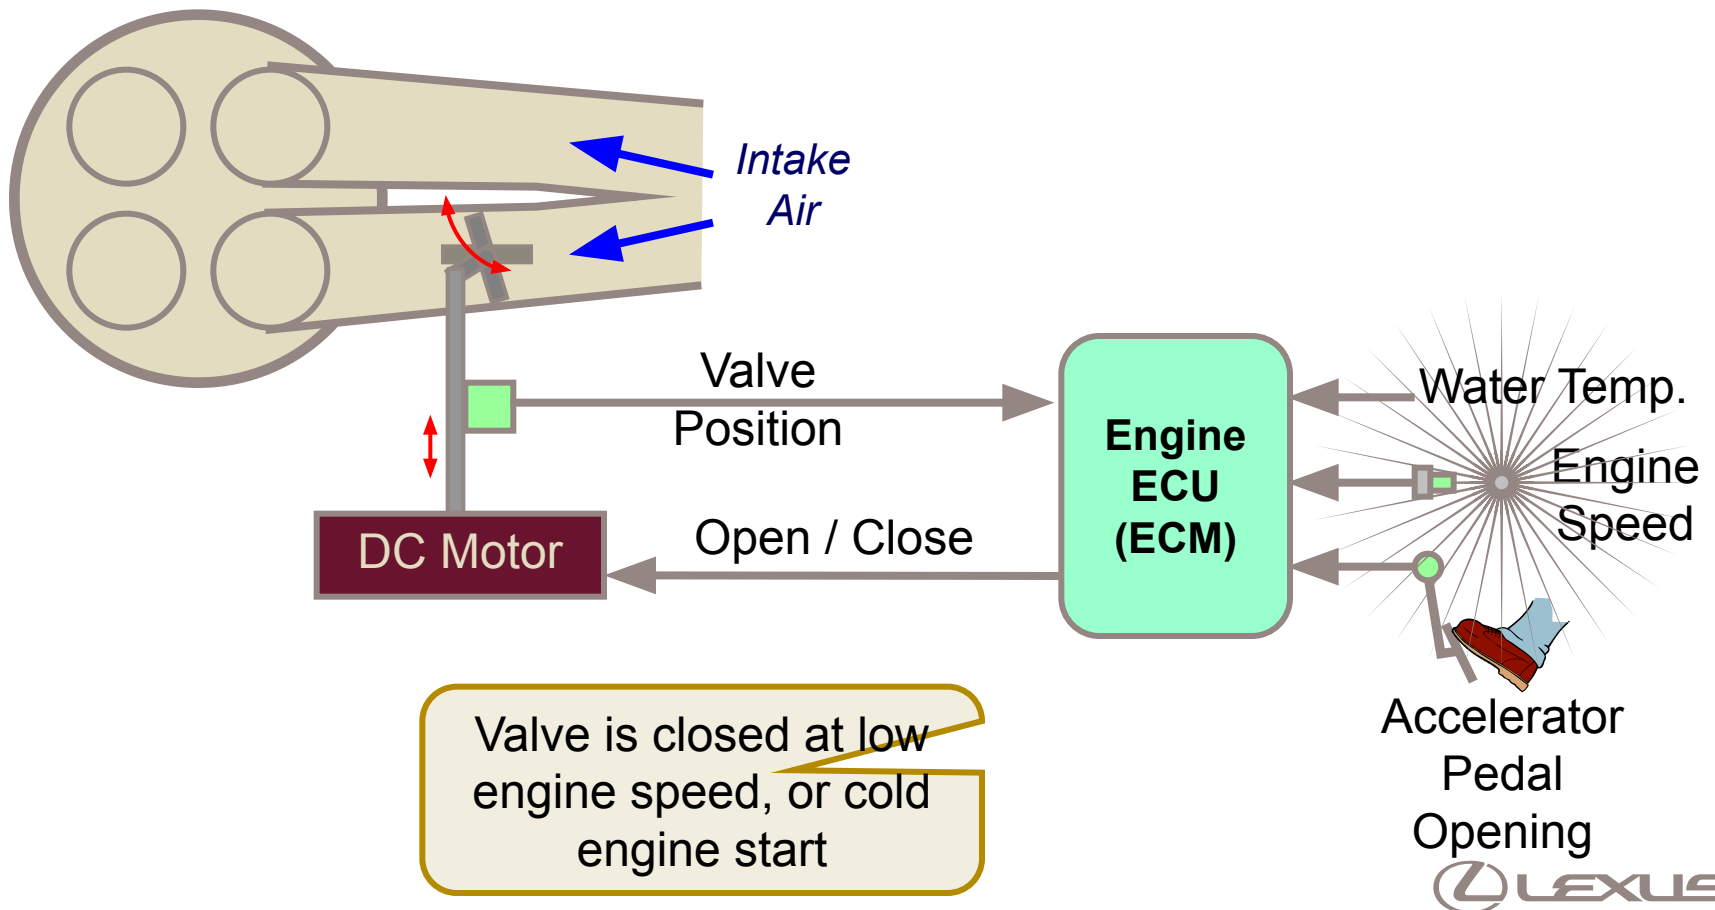 Intake
Air
Valve
Position
Engine
ECU
(ECM)
Water Temp.
Engine
Speed
DC Motor
Open / Close
Valve is closed at low
engine speed, or cold
engine start
Accelerator
Pedal
Opening
LEXUS